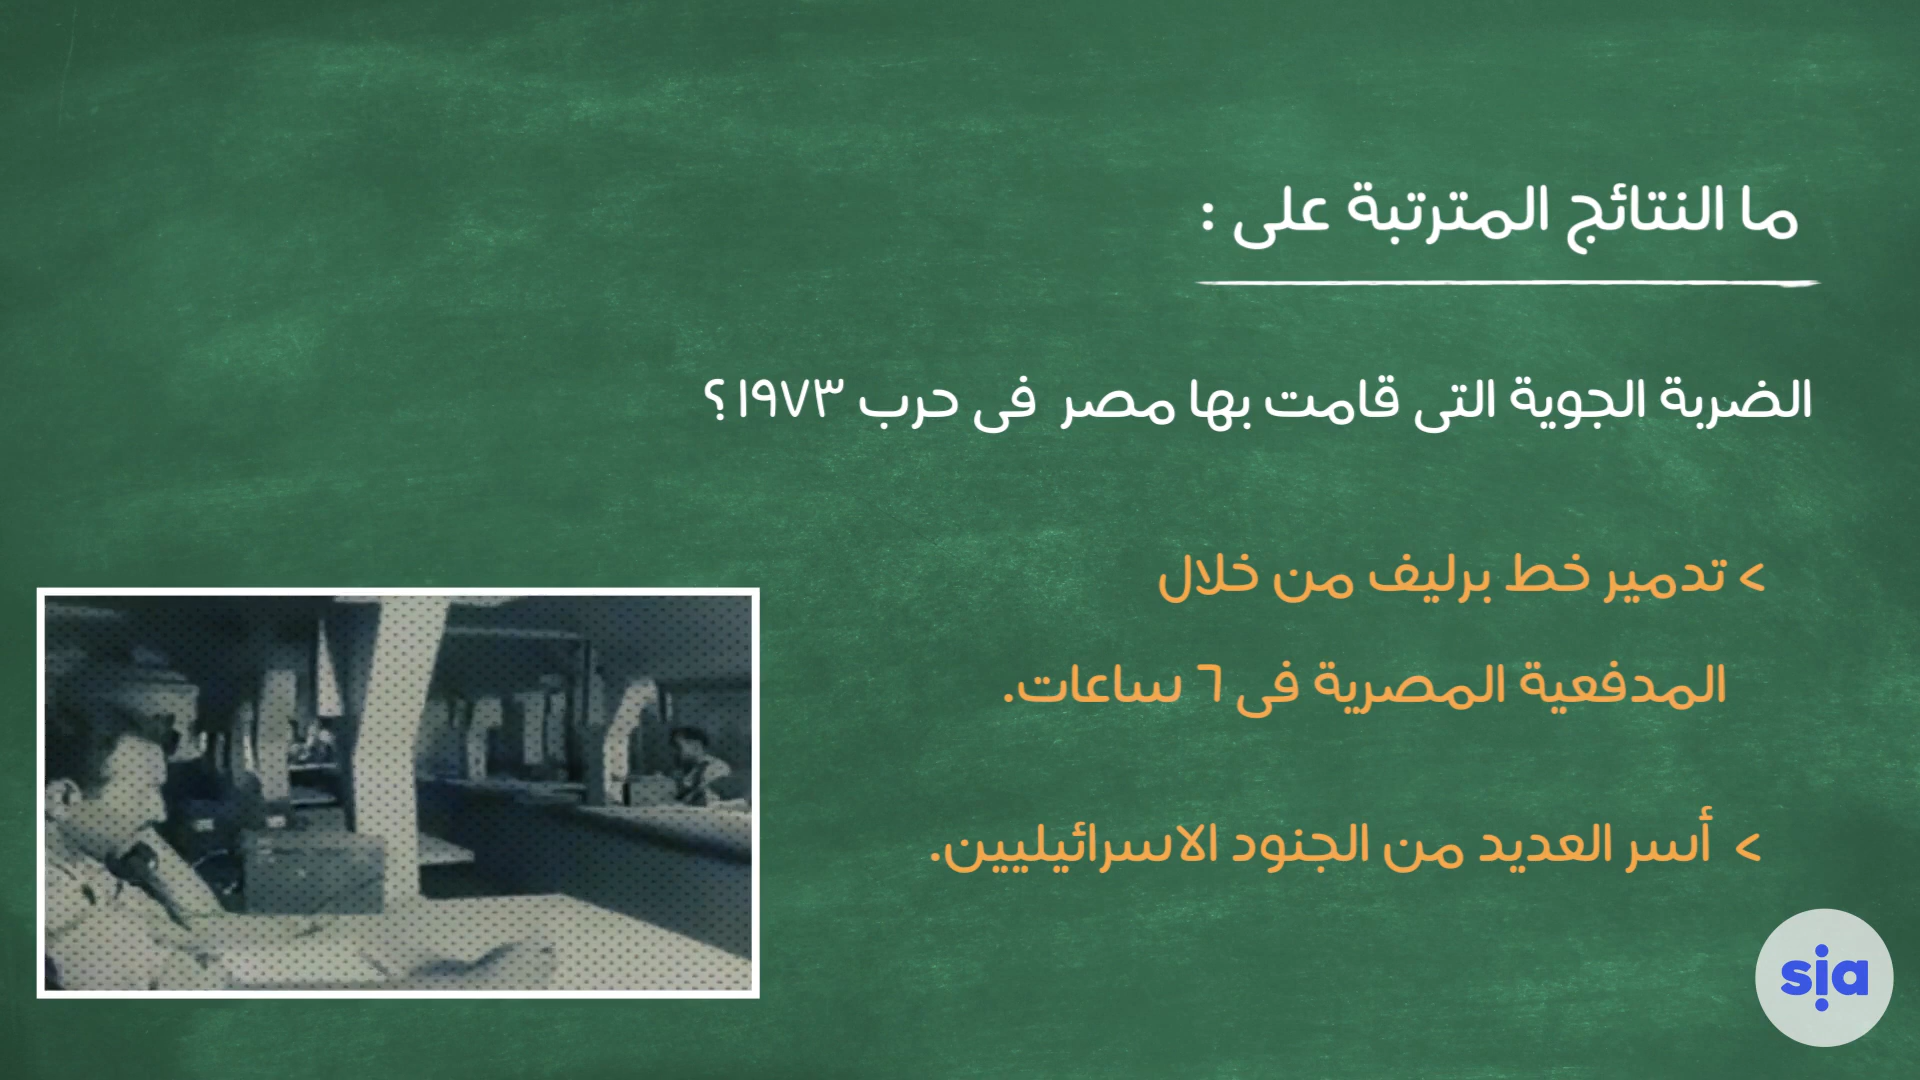 ما النتائج المترتبة على :
الضربة الجوية التى قامت بها مصر فى حرب ١٩٧٣ ؟
> تدمير خط برليف من خلال
المدفعية المصرية فى ٦ ساعات.
> أسر العديد من الجنود الاسرائيليين.
sia